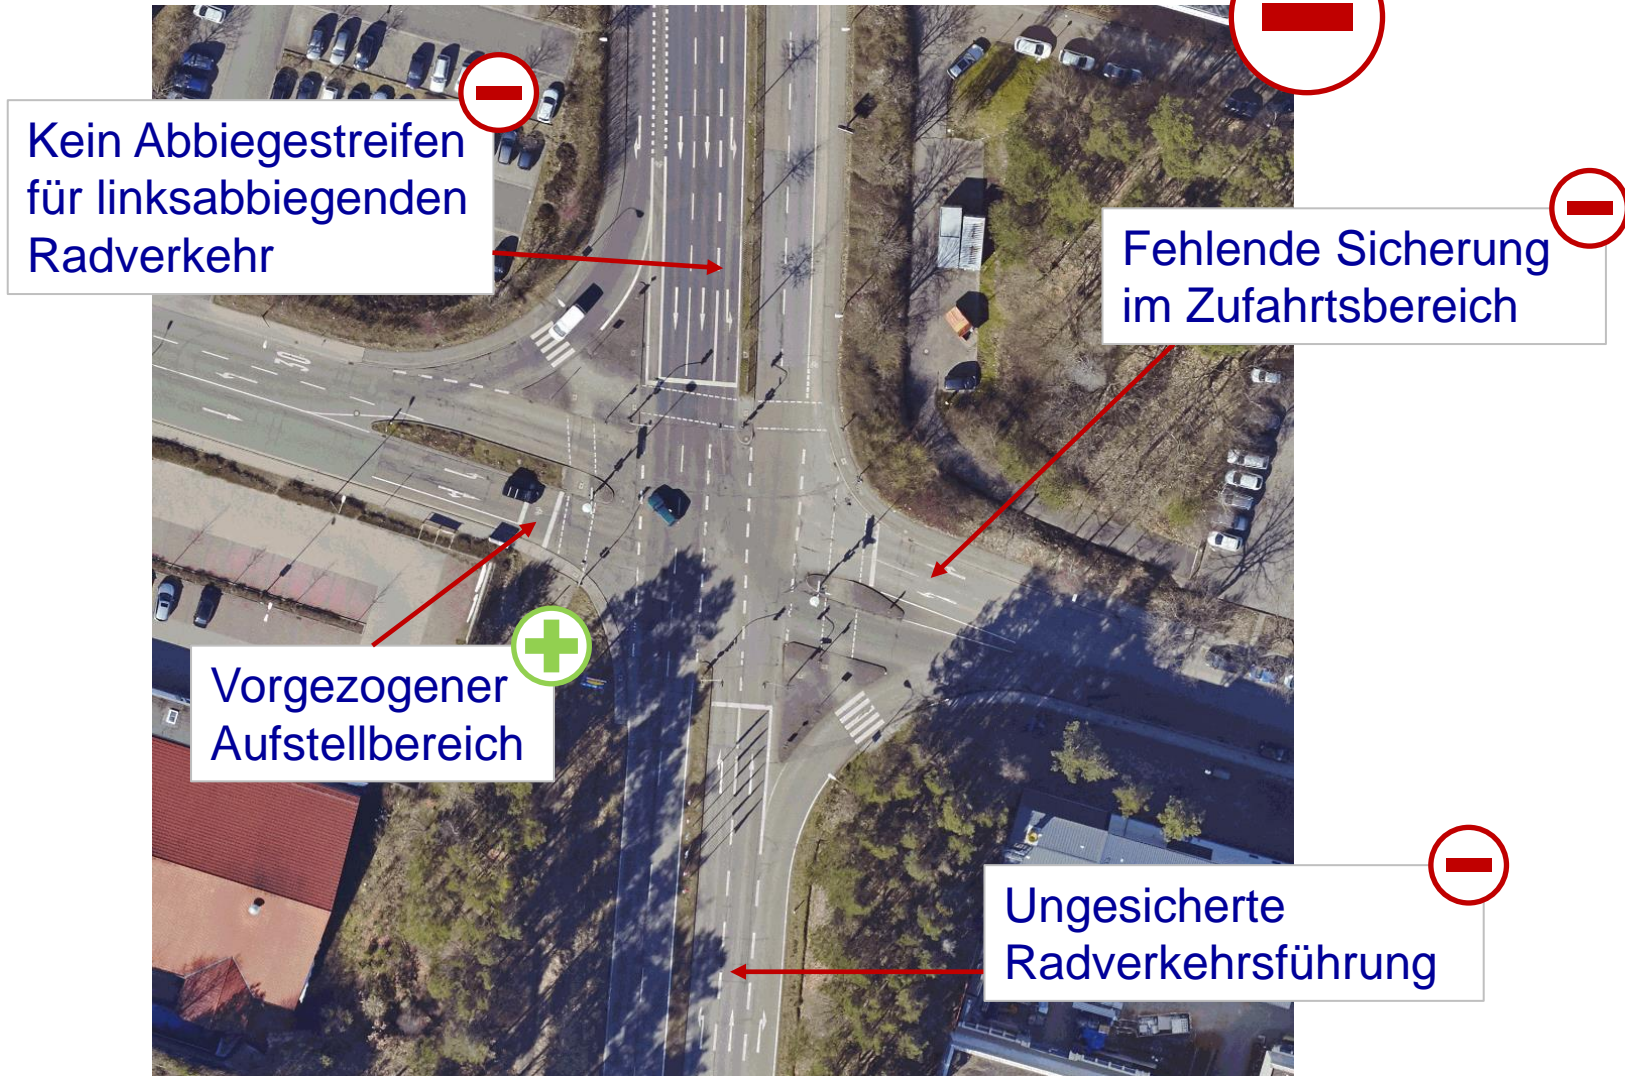 Kein Abbiegestreifen
für linksabbiegenden
Radverkehr
Fehlende Sicherung
im Zufahrtsbereich
Vorgezogener
Aufstellbereich
Ungesicherte
Radverkehrsführung